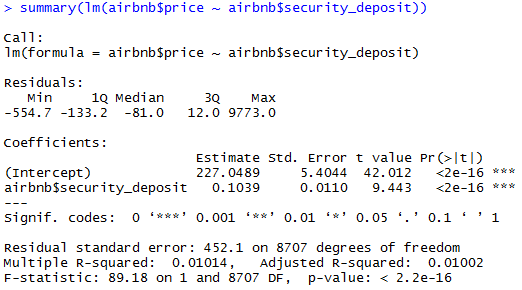 > summary(lm(airbnb$price ~ airbnb$security_deposit))
Call:
lm(formula = airbnb$price ~ airbnb$security_deposit)
Residuals:
Min 1Q Median 3Q Max
-554.7 -133.2 -81.0 12.0 9773.0
Coefficients:
Estimate Std. Error t value Pr(>|t|)
(Intercept) 227.0489 5.4044 42.012 <2e-16 ***
airbnb$security_deposit 0.1039 0.0110 9.443 <2e-16 ***
---
Signif. codes: 0 ‘***’ 0.001 ‘**’ 0.01 ‘*’ 0.05 ‘.’ 0.1 ‘ ’ 1
Residual standard error: 452.1 on 8707 degrees of freedom
Multiple R-squared: 0.01014, Adjusted R-squared: 0.01002
F-statistic: 89.18 on 1 and 8707 DF, p-value: < 2.2e-16